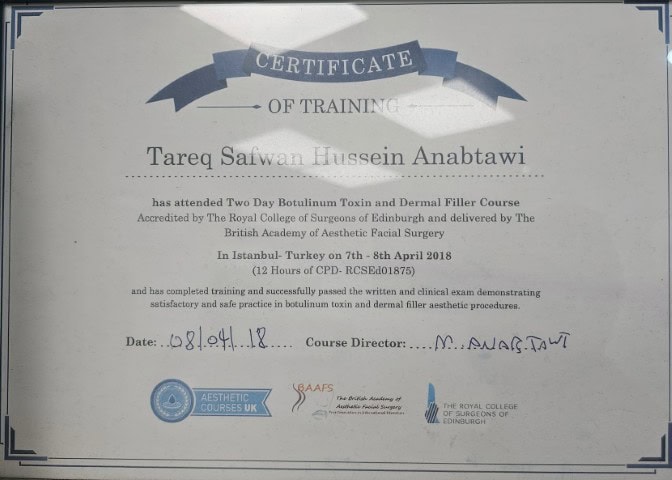 CERTIFICATE
OF TRAINING
Tareq Safwan Hussein Anabtawi
has attended Two Day Botulinum Toxin and Dermal Filler Course
Accredited by The Royal College of Surgeons of Edinburgh and delivered by The
British Academy of Aesthetic Facial Surgery
In Istanbul- Turkey on 7th - 8th April 2018
(12 Hours of CPD- RCSEd01875)
and has completed training and successfully passed the written and clinical exam demonstrating
satisfactory and safe practice in botulinum toxin and dermal filler aesthetic procedures.
Date: 08/04/18 Course Director: M. ANABTAWI
AESTHETIC
COURSES UK
BAAFS
The British Academy of
Aesthetic Facial Surgery
THE ROYAL COLLEGE
OF SURGEONS OF
EDINBURGH